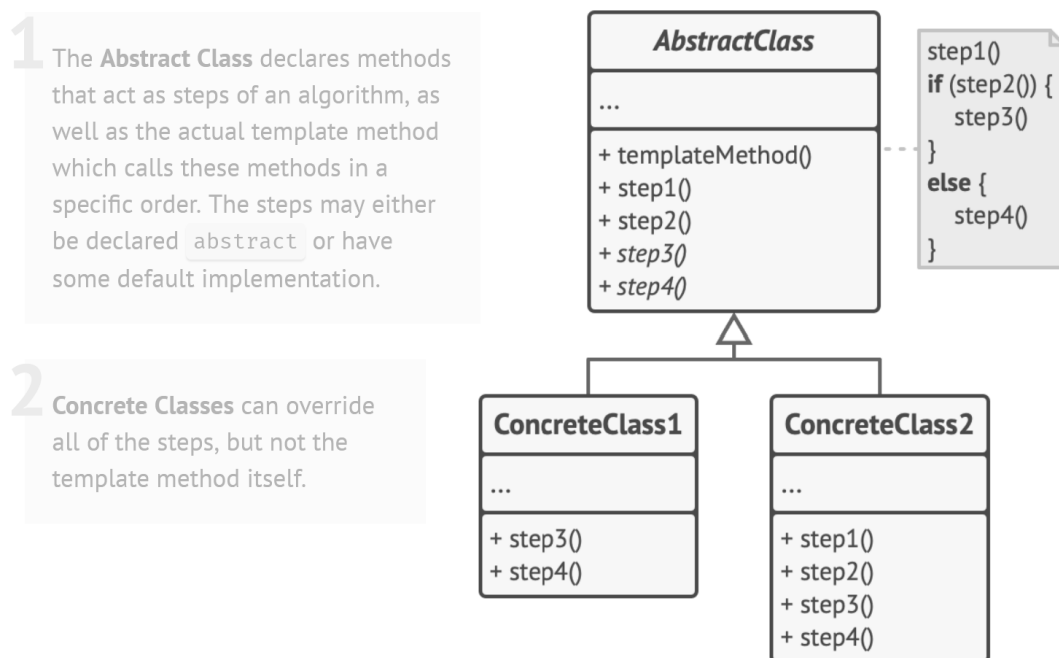 1
The Abstract Class declares methods
that act as steps of an algorithm, as
well as the actual template method
which calls these methods in a
specific order. The steps may either
be declared abstract or have
some default implementation.
2
Concrete Classes can override
all of the steps, but not the
template method itself.
AbstractClass
...
+ templateMethod()
+ step1()
+ step2()
+ step3()
+ step4()
step1()
if (step2()) {
step3()
}
else {
step4()
}
ConcreteClass1
...
+ step3()
+ step4()
ConcreteClass2
...
+ step1()
+ step2()
+ step3()
+ step4()